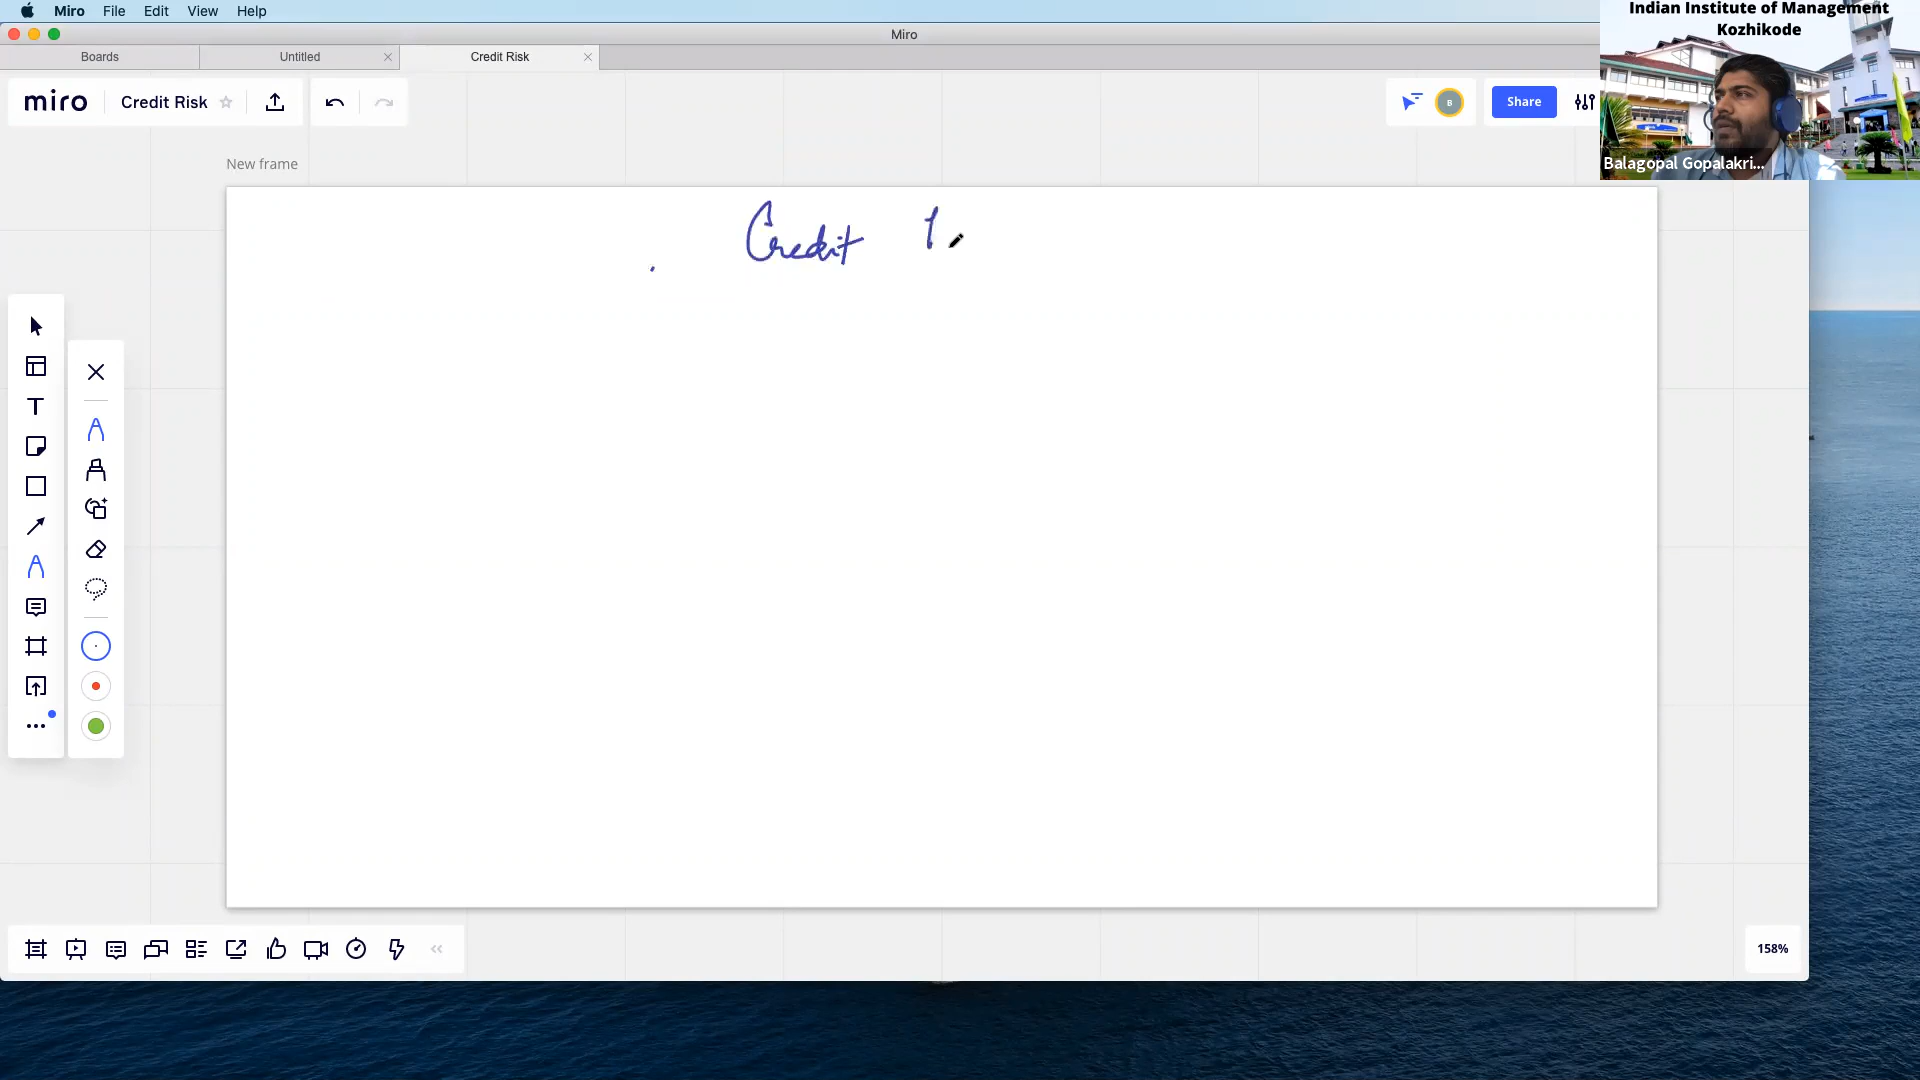 Miro File Edit View Help
Miro
Boards Untitled Credit Risk
miro Credit Risk
B Share
Indian Institute of Management
Kozhikode
Balagopal Gopalakri...
New frame
Credit
158%